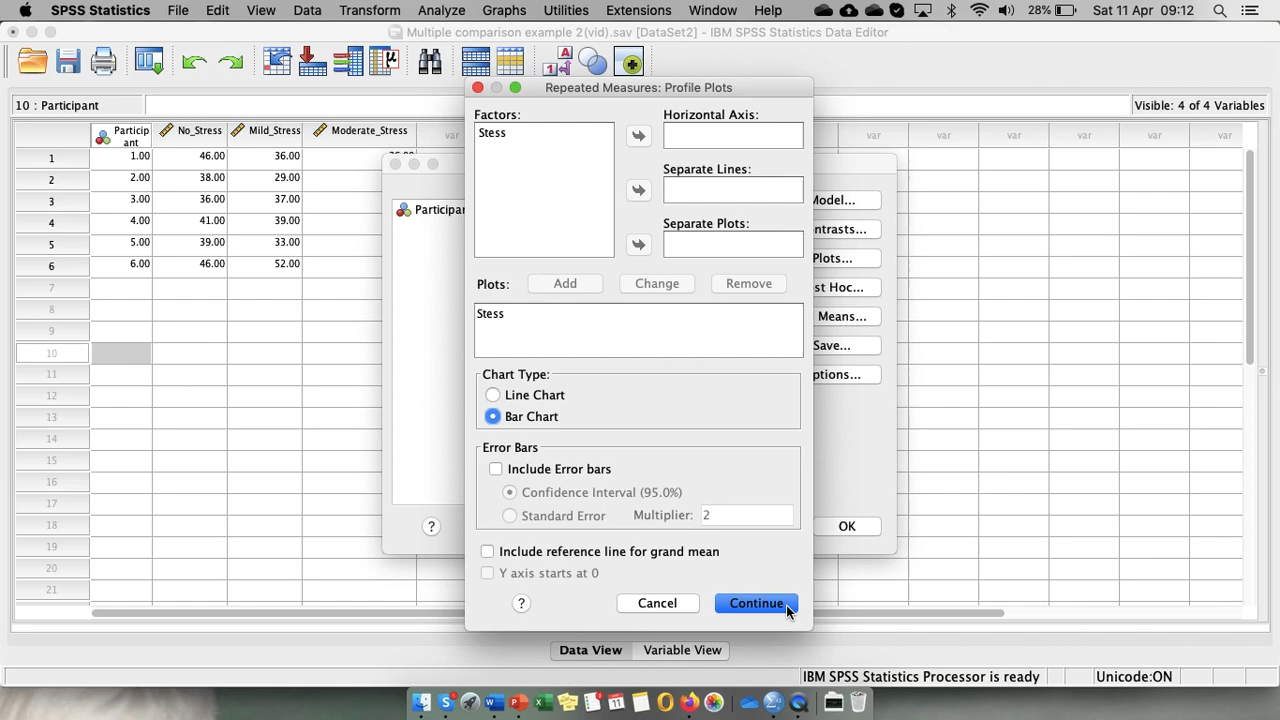 SPSS Statistics File Edit View Data Transform Analyze Graphs Utilities Extensions Window Help 28% Sat 11 Apr 09:12
Multiple comparison example 2(vid).sav [DataSet2] - IBM SPSS Statistics Data Editor
10 : Participant
Visible: 4 of 4 Variables
Particip
ant
No_Stress Mild_Stress Moderate_Stress var var var var var
1 1.00 46.00 36.00
2 2.00 38.00 29.00
3 3.00 36.00 37.00
4 4.00 41.00 39.00
5 5.00 39.00 33.00
6 6.00 46.00 52.00
7
8
9
10
11
12
13
14
15
16
17
18
19
20
21
Participan
?
Model...
ntrasts...
Plots...
st Hoc...
Means...
Save...
ptions...
OK
Repeated Measures: Profile Plots
Factors:
Stess
Horizontal Axis:
Separate Lines:
Separate Plots:
Plots: Add Change Remove
Stess
Chart Type:
Line Chart
Bar Chart
Error Bars
Include Error bars
Confidence Interval (95.0%)
Standard Error Multiplier: 2
Include reference line for grand mean
Y axis starts at 0
? Cancel Continue
Data View Variable View
IBM SPSS Statistics Processor is ready Unicode:ON